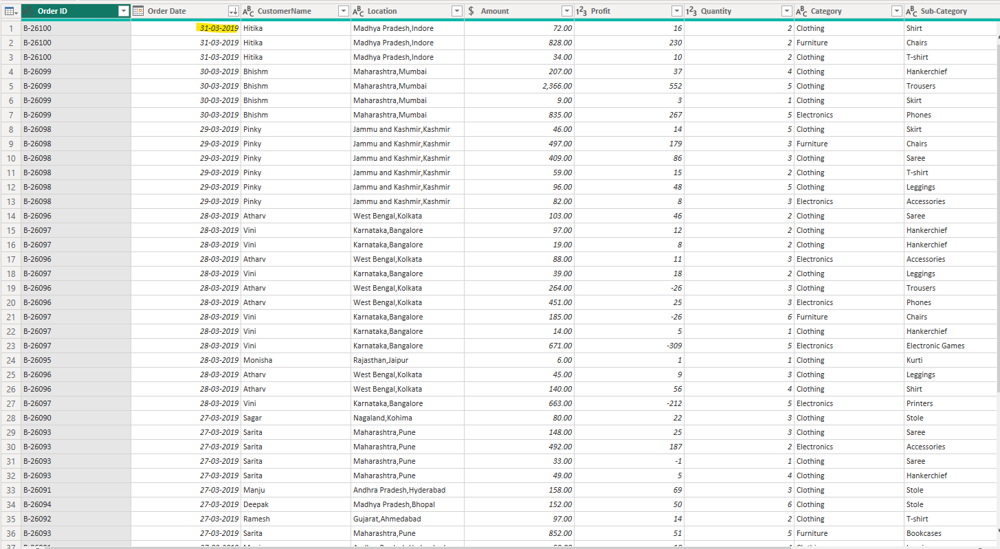 Order ID Order Date ABC CustomerName ABC Location $ Amount 123 Profit 123 Quantity ABC Category ABC Sub-Category
1 B-26100 31-03-2019 Hitika Madhya Pradesh,Indore 72.00 16 2 Clothing Shirt
2 B-26100 31-03-2019 Hitika Madhya Pradesh,Indore 828.00 230 2 Furniture Chairs
3 B-26100 31-03-2019 Hitika Madhya Pradesh,Indore 34.00 10 2 Clothing T-shirt
4 B-26099 30-03-2019 Bhishm Maharashtra,Mumbai 207.00 37 4 Clothing Hankerchief
5 B-26099 30-03-2019 Bhishm Maharashtra,Mumbai 2,366.00 552 5 Clothing Trousers
6 B-26099 30-03-2019 Bhishm Maharashtra,Mumbai 9.00 3 1 Clothing Skirt
7 B-26099 30-03-2019 Bhishm Maharashtra,Mumbai 835.00 267 5 Electronics Phones
8 B-26098 29-03-2019 Pinky Jammu and Kashmir,Kashmir 46.00 14 5 Clothing Skirt
9 B-26098 29-03-2019 Pinky Jammu and Kashmir,Kashmir 497.00 179 3 Furniture Chairs
10 B-26098 29-03-2019 Pinky Jammu and Kashmir,Kashmir 409.00 86 3 Clothing Saree
11 B-26098 29-03-2019 Pinky Jammu and Kashmir,Kashmir 59.00 15 2 Clothing T-shirt
12 B-26098 29-03-2019 Pinky Jammu and Kashmir,Kashmir 96.00 48 5 Clothing Leggings
13 B-26098 29-03-2019 Pinky Jammu and Kashmir,Kashmir 82.00 8 3 Electronics Accessories
14 B-26096 28-03-2019 Atharv West Bengal,Kolkata 103.00 46 2 Clothing Saree
15 B-26097 28-03-2019 Vini Karnataka,Bangalore 97.00 12 2 Clothing Hankerchief
16 B-26097 28-03-2019 Vini Karnataka,Bangalore 19.00 8 2 Clothing Hankerchief
17 B-26096 28-03-2019 Atharv West Bengal,Kolkata 88.00 11 3 Electronics Accessories
18 B-26097 28-03-2019 Vini Karnataka,Bangalore 39.00 18 2 Clothing Leggings
19 B-26096 28-03-2019 Atharv West Bengal,Kolkata 264.00 -26 3 Clothing Trousers
20 B-26096 28-03-2019 Atharv West Bengal,Kolkata 451.00 25 3 Electronics Phones
21 B-26097 28-03-2019 Vini Karnataka,Bangalore 185.00 -26 6 Furniture Chairs
22 B-26097 28-03-2019 Vini Karnataka,Bangalore 14.00 5 1 Clothing Hankerchief
23 B-26097 28-03-2019 Vini Karnataka,Bangalore 671.00 -309 5 Electronics Electronic Games
24 B-26095 28-03-2019 Monisha Rajasthan,Jaipur 6.00 1 1 Clothing Kurti
25 B-26096 28-03-2019 Atharv West Bengal,Kolkata 45.00 9 3 Clothing Leggings
26 B-26096 28-03-2019 Atharv West Bengal,Kolkata 140.00 56 4 Clothing Shirt
27 B-26097 28-03-2019 Vini Karnataka,Bangalore 663.00 -212 5 Electronics Printers
28 B-26090 27-03-2019 Sagar Nagaland,Kohima 80.00 22 3 Clothing Stole
29 B-26093 27-03-2019 Sarita Maharashtra,Pune 148.00 25 3 Clothing Saree
30 B-26093 27-03-2019 Sarita Maharashtra,Pune 492.00 187 2 Electronics Accessories
31 B-26093 27-03-2019 Sarita Maharashtra,Pune 33.00 -1 1 Clothing Saree
32 B-26093 27-03-2019 Sarita Maharashtra,Pune 49.00 5 4 Clothing Hankerchief
33 B-26091 27-03-2019 Manju Andhra Pradesh,Hyderabad 158.00 69 3 Clothing Stole
34 B-26094 27-03-2019 Deepak Madhya Pradesh,Bhopal 152.00 50 6 Clothing Stole
35 B-26092 27-03-2019 Ramesh Gujarat,Ahmedabad 97.00 14 2 Clothing T-shirt
36 B-26093 27-03-2019 Sarita Maharashtra,Pune 852.00 51 5 Furniture Bookcases